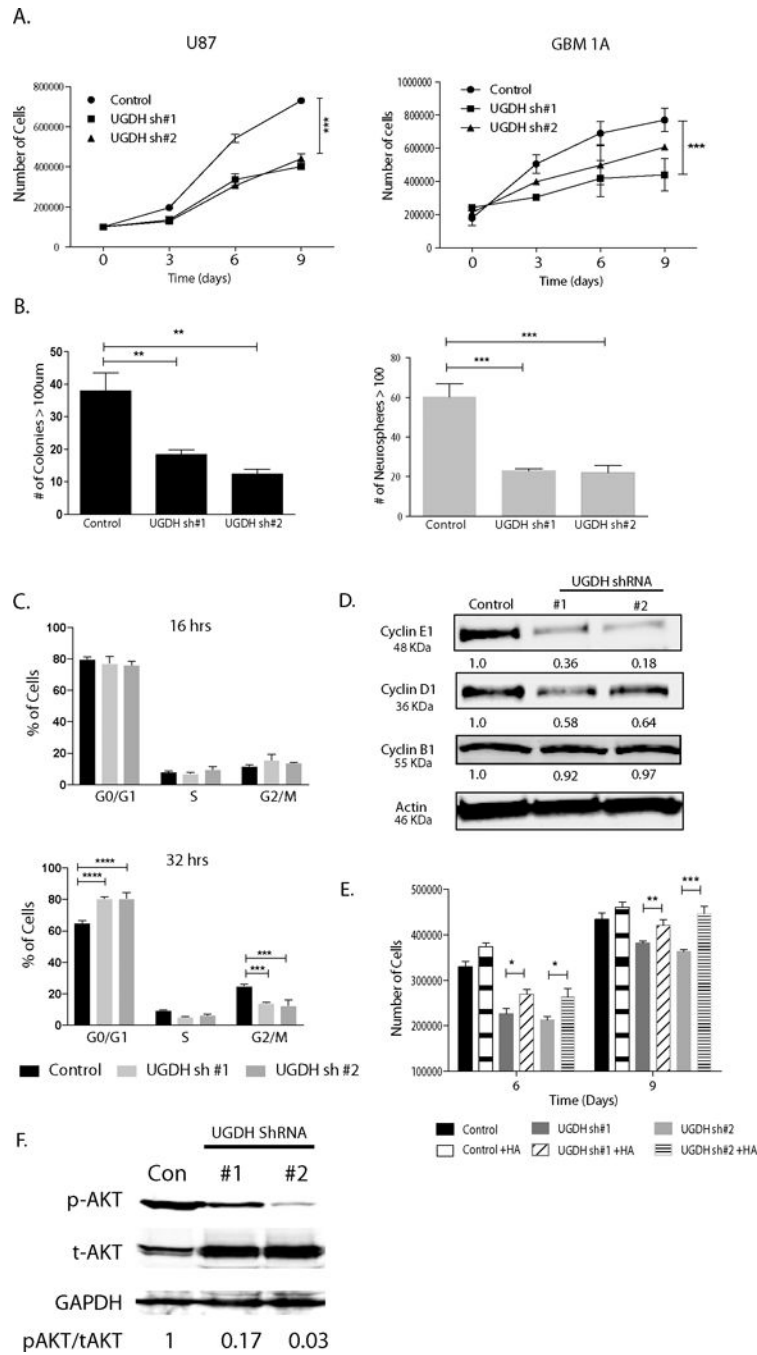 A.
U87
GBM 1A
Number of Cells
800000
600000
400000
200000
0
Control
UGDH sh#1
UGDH sh#2
***
0 3 6 9
Time (days)
Number of cells
1000000
800000
600000
400000
200000
0
Control
UGDH sh#1
UGDH sh#2
***
0 3 6 9
Time (days)
B.
# of Colonies > 100um
50
40
30
20
10
0
**
**
Control UGDH sh#1 UGDH sh#2
# of Neurospheres > 100
80
60
40
20
0
***
***
Control UGDH sh#1 UGDH sh#2
C.
16 hrs
% of Cells
100
80
60
40
20
0
G0/G1 S G2/M
32 hrs
% of Cells
100
80
60
40
20
0
****
****
***
***
G0/G1 S G2/M
Control UGDH sh #1 UGDH sh #2
D.
UGDH shRNA
Control #1 #2
Cyclin E1
48 KDa
1.0 0.36 0.18
Cyclin D1
36 KDa
1.0 0.58 0.64
Cyclin B1
55 KDa
1.0 0.92 0.97
Actin
46 KDa
E.
Number of Cells
500000
400000
300000
200000
100000
* * ** ***
6 9
Time (Days)
Control UGDH sh#1 UGDH sh#2
Control +HA UGDH sh#1 +HA UGDH sh#2 +HA
F.
UGDH ShRNA
Con #1 #2
p-AKT
t-AKT
GAPDH
pAKT/tAKT 1 0.17 0.03